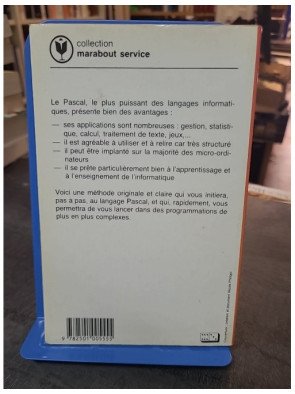 collection
marabout service
Le Pascal, le plus puissant des langages informati-
ques, présente bien des avantages :
— ses applications sont nombreuses : gestion, statisti-
que, calcul, traitement de texte, jeux,...
— il est agréable à utiliser et à relire car très structuré
— il peut être implanté sur la majorité des micro-ordi-
nateurs
— il se prête particulièrement bien à l'apprentissage et
à l'enseignement de l'informatique
Voici une méthode originale et claire qui vous initiera,
pas à pas, au langage Pascal, et qui, rapidement, vous
permettra de vous lancer dans des programmations de
plus en plus complexes.
9 782501 005555